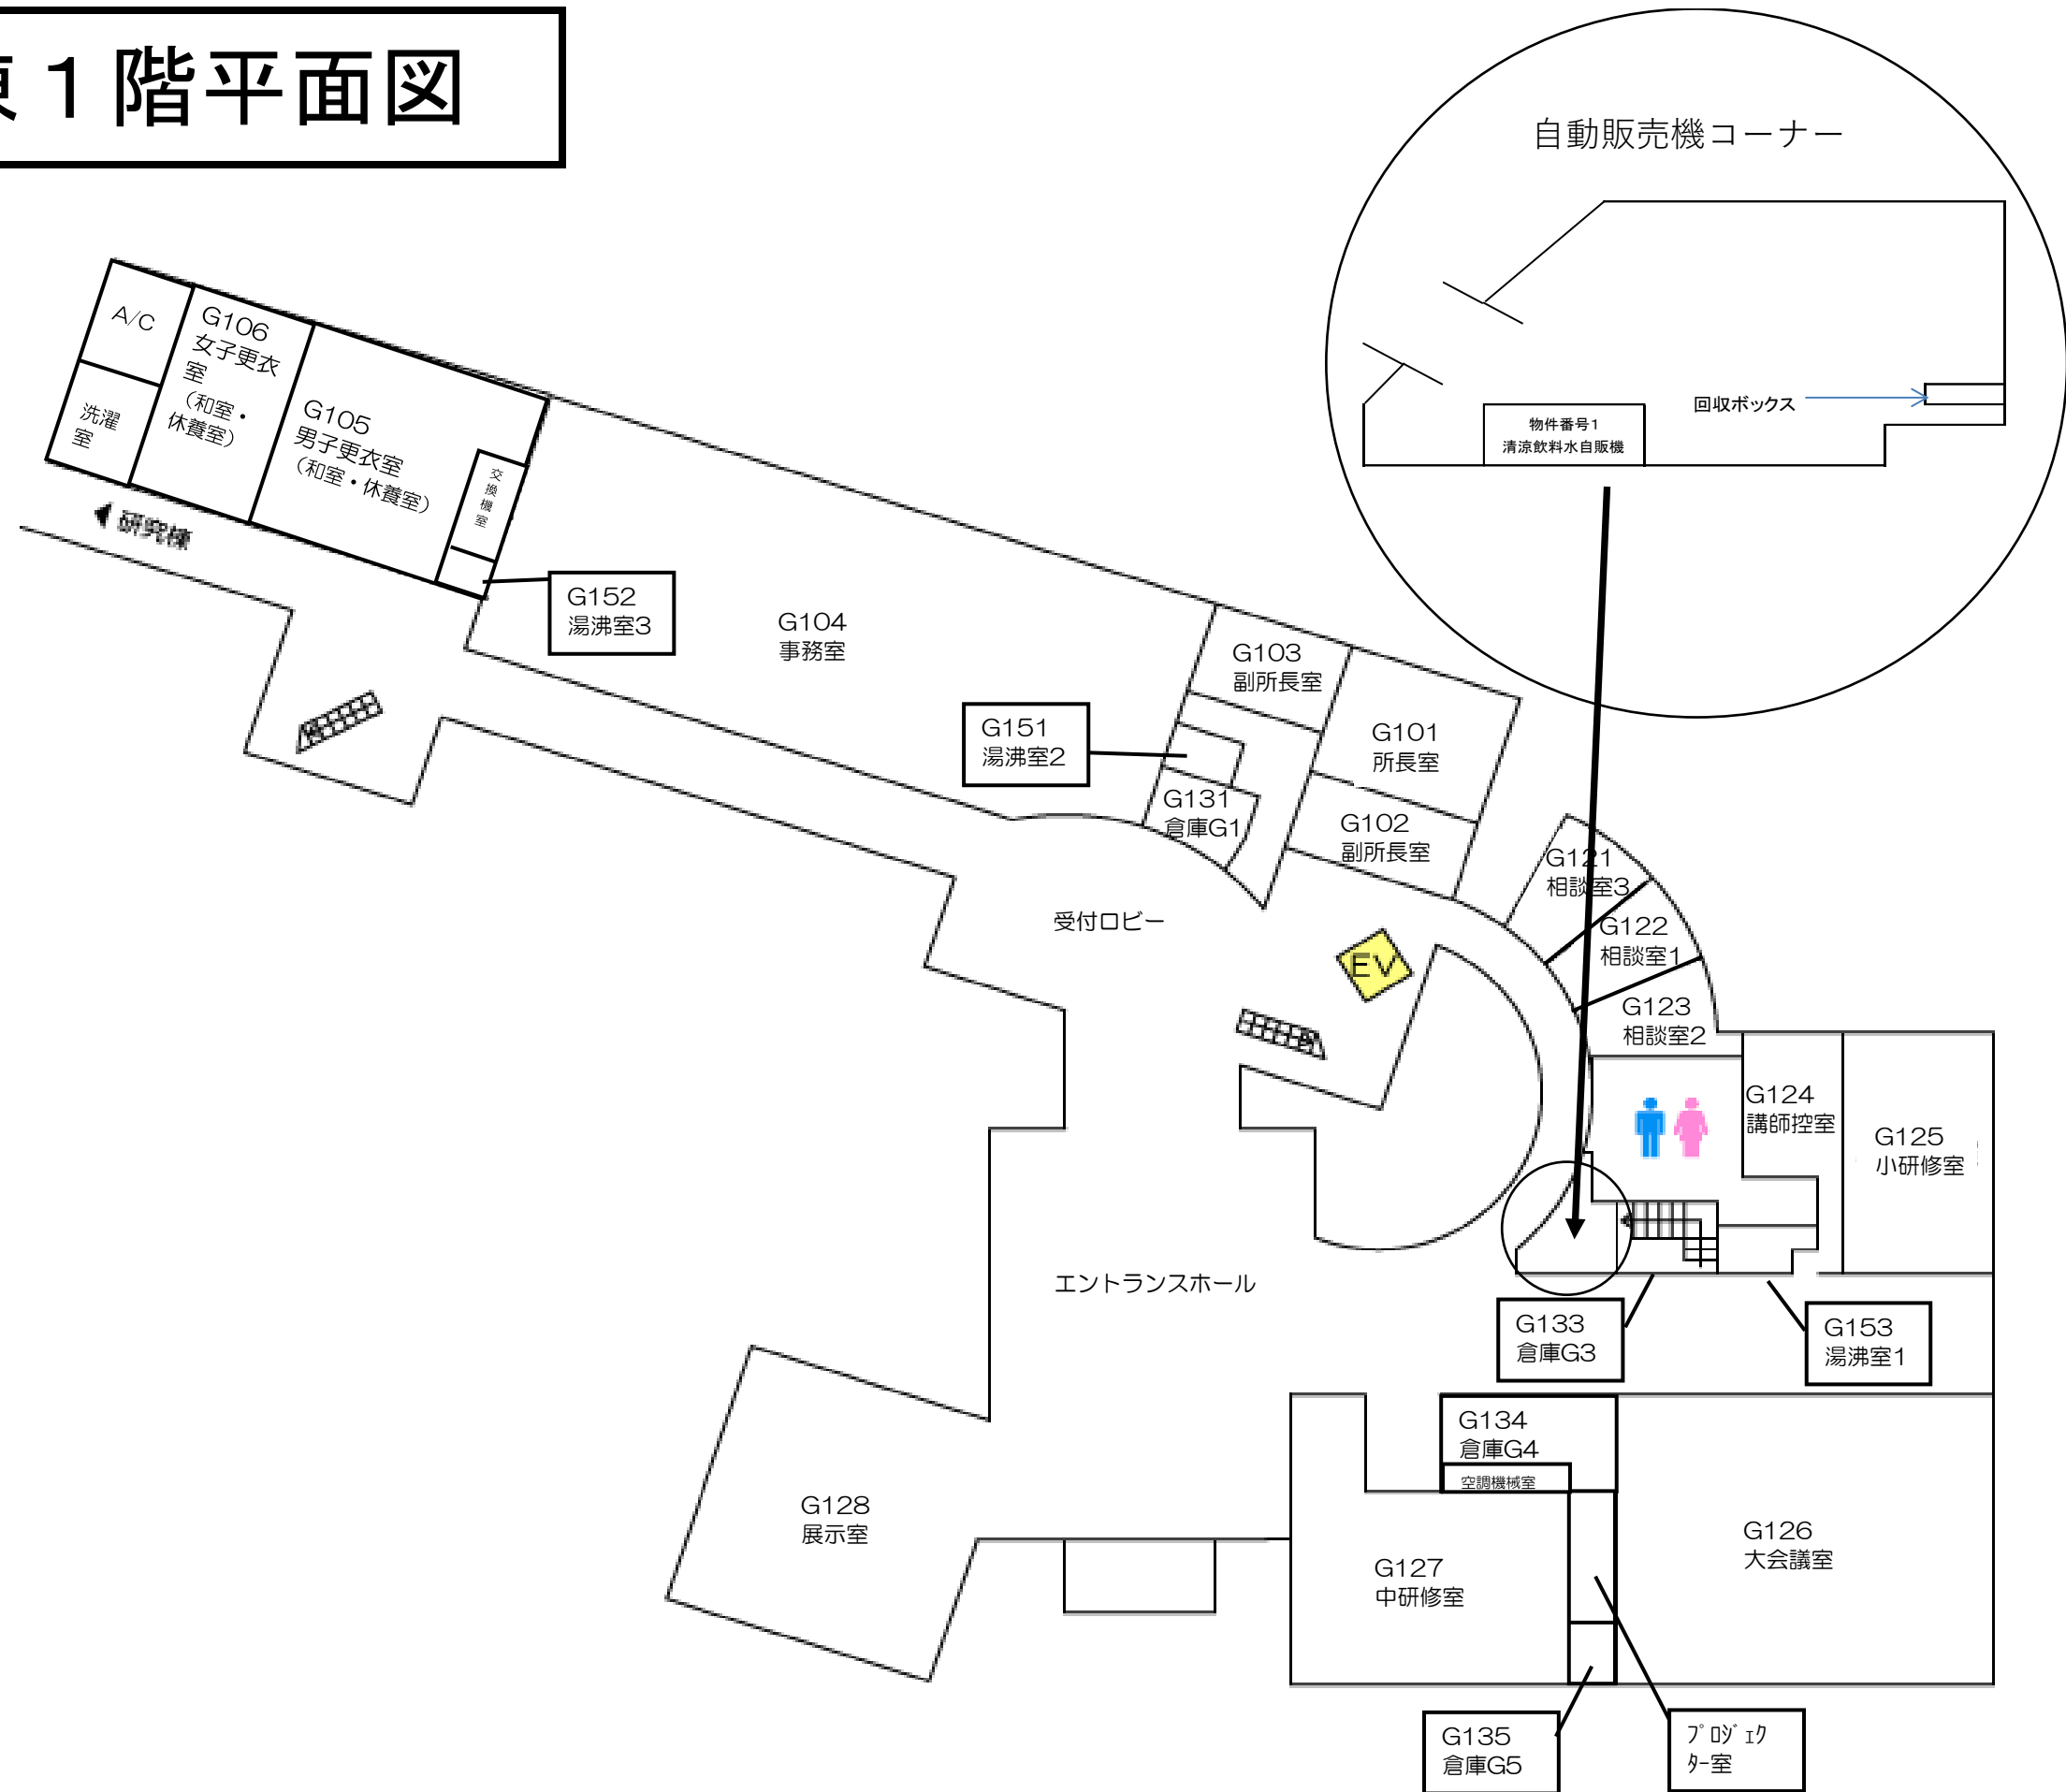 １階平面図
自動販売機コーナー
回収ボックス
物件番号1
清涼飲料水自販機
A/C
洗濯
室
G106
女子更衣
室
（和室・
休養室）
G105
男子更衣室
（和室・休養室）
交
換
機
室
研究棟
G152
湯沸室3
G104
事務室
G103
副所長室
G151
湯沸室2
G101
所長室
G131
倉庫G1
G102
副所長室
G121
相談室3
G122
相談室1
G123
相談室2
受付ロビー
EV
G124
講師控室
G125
小研修室
エントランスホール
G133
倉庫G3
G153
湯沸室1
G134
倉庫G4
空調機械室
G128
展示室
G127
中研修室
G126
大会議室
G135
倉庫G5
ﾌﾟﾛｼﾞｪｸ
ﾀｰ室